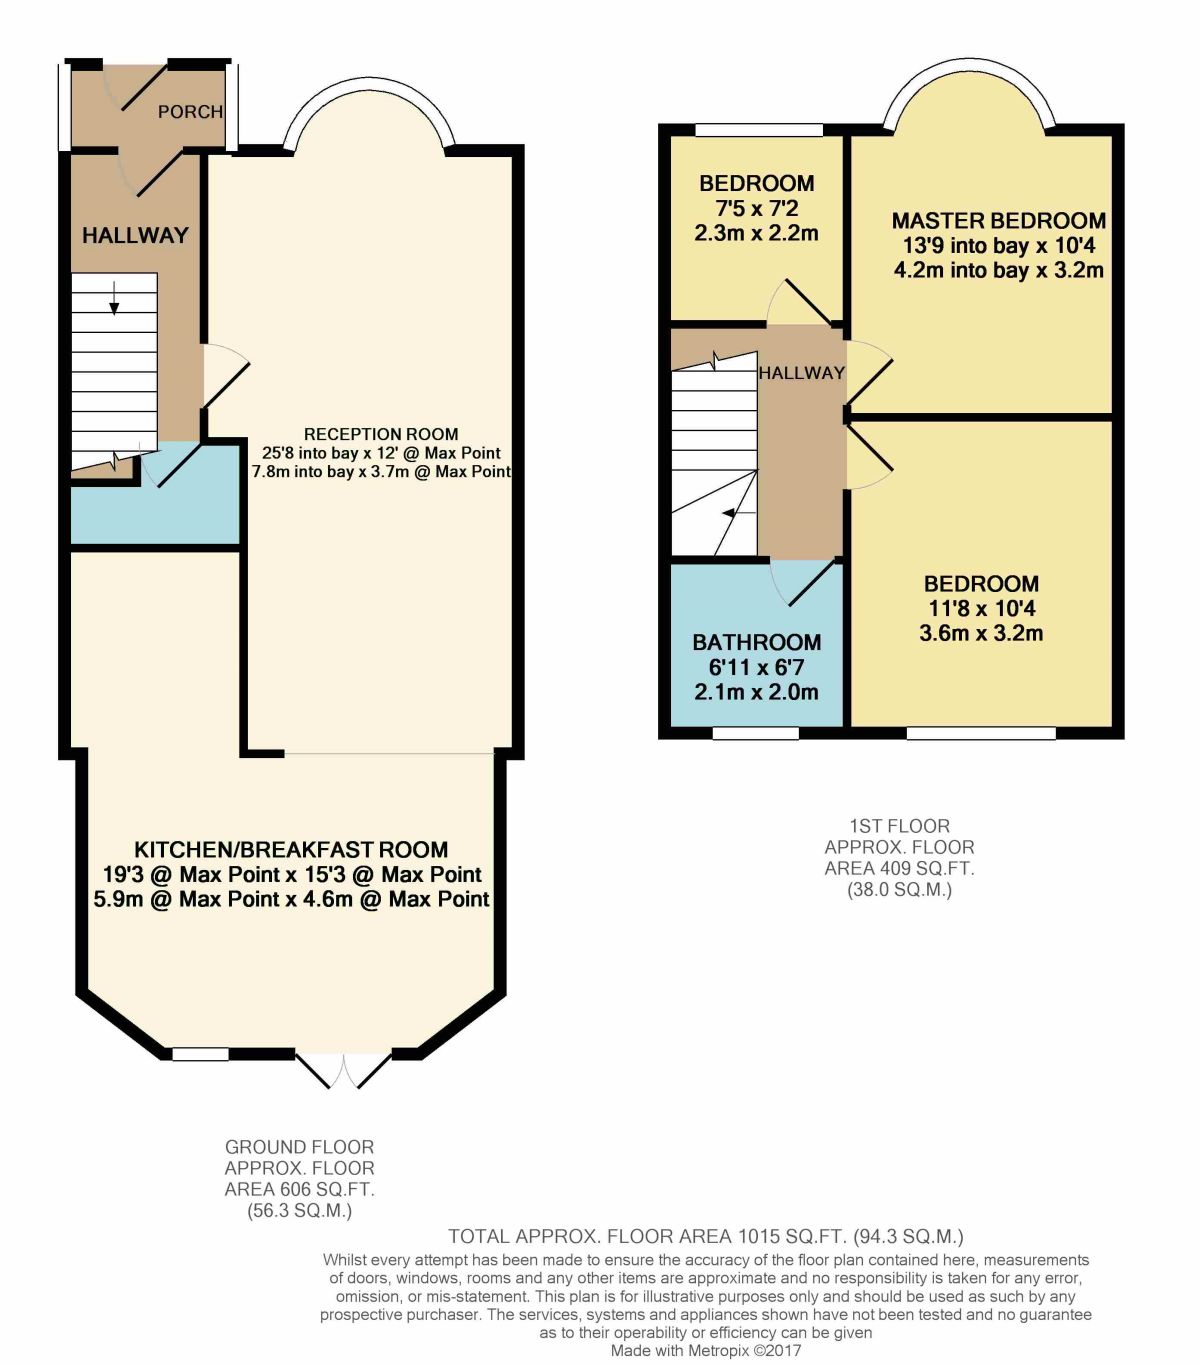 PORCH
HALLWAY
RECEPTION ROOM
25'8 into bay x 12' @ Max Point
7.8m into bay x 3.7m @ Max Point
KITCHEN/BREAKFAST ROOM
19'3 @ Max Point x 15'3 @ Max Point
5.9m @ Max Point x 4.6m @ Max Point
GROUND FLOOR
APPROX. FLOOR
AREA 606 SQ.FT.
(56.3 SQ.M.)
BEDROOM
7'5 x 7'2
2.3m x 2.2m
MASTER BEDROOM
13'9 into bay x 10'4
4.2m into bay x 3.2m
HALLWAY
BEDROOM
11'8 x 10'4
3.6m x 3.2m
BATHROOM
6'11 x 6'7
2.1m x 2.0m
1ST FLOOR
APPROX. FLOOR
AREA 409 SQ.FT.
(38.0 SQ.M.)
TOTAL APPROX. FLOOR AREA 1015 SQ.FT. (94.3 SQ.M.)
Whilst every attempt has been made to ensure the accuracy of the floor plan contained here, measurements
of doors, windows, rooms and any other items are approximate and no responsibility is taken for any error,
omission, or mis-statement. This plan is for illustrative purposes only and should be used as such by any
prospective purchaser. The services, systems and appliances shown have not been tested and no guarantee
as to their operability or efficiency can be given
Made with Metropix ©2017